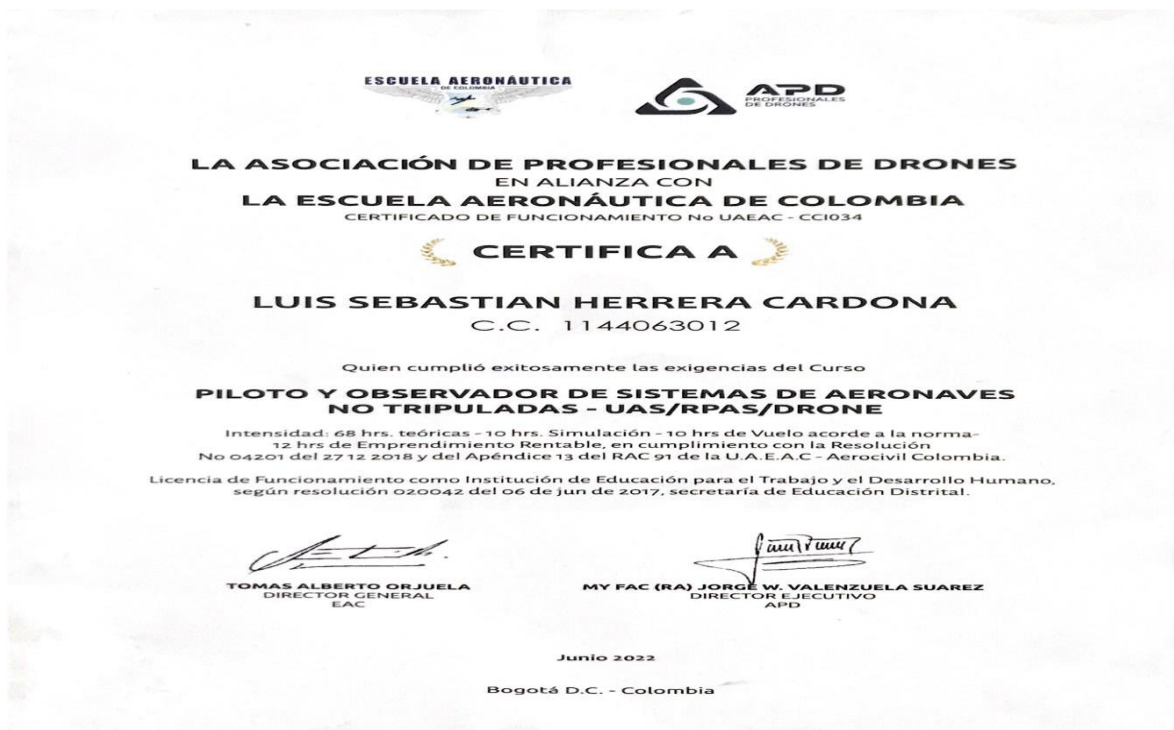 ESCUELA AERONÁUTICA
DE COLOMBIA
APD
PROFESIONALES
DE DRONES
LA ASOCIACIÓN DE PROFESIONALES DE DRONES
EN ALIANZA CON
LA ESCUELA AERONÁUTICA DE COLOMBIA
CERTIFICADO DE FUNCIONAMIENTO No UAEAC - CCI034
CERTIFICA A
LUIS SEBASTIAN HERRERA CARDONA
C.C. 1144063012
Quien cumplió exitosamente las exigencias del Curso
PILOTO Y OBSERVADOR DE SISTEMAS DE AERONAVES
NO TRIPULADAS - UAS/RPAS/DRONE
Intensidad: 68 hrs. teóricas - 10 hrs. Simulación - 10 hrs de Vuelo acorde a la norma-
12 hrs de Emprendimiento Rentable, en cumplimiento con la Resolución
No 04201 del 27 12 2018 y del Apéndice 13 del RAC 91 de la U.A.E.A.C - Aerocivil Colombia.
Licencia de Funcionamiento como Institución de Educación para el Trabajo y el Desarrollo Humano,
según resolución 020042 del 06 de jun de 2017, secretaría de Educación Distrital.
TOMAS ALBERTO ORJUELA
DIRECTOR GENERAL
EAC
MY FAC (RA) JORGE W. VALENZUELA SUAREZ
DIRECTOR EJECUTIVO
APD
Junio 2022
Bogotá D.C. - Colombia